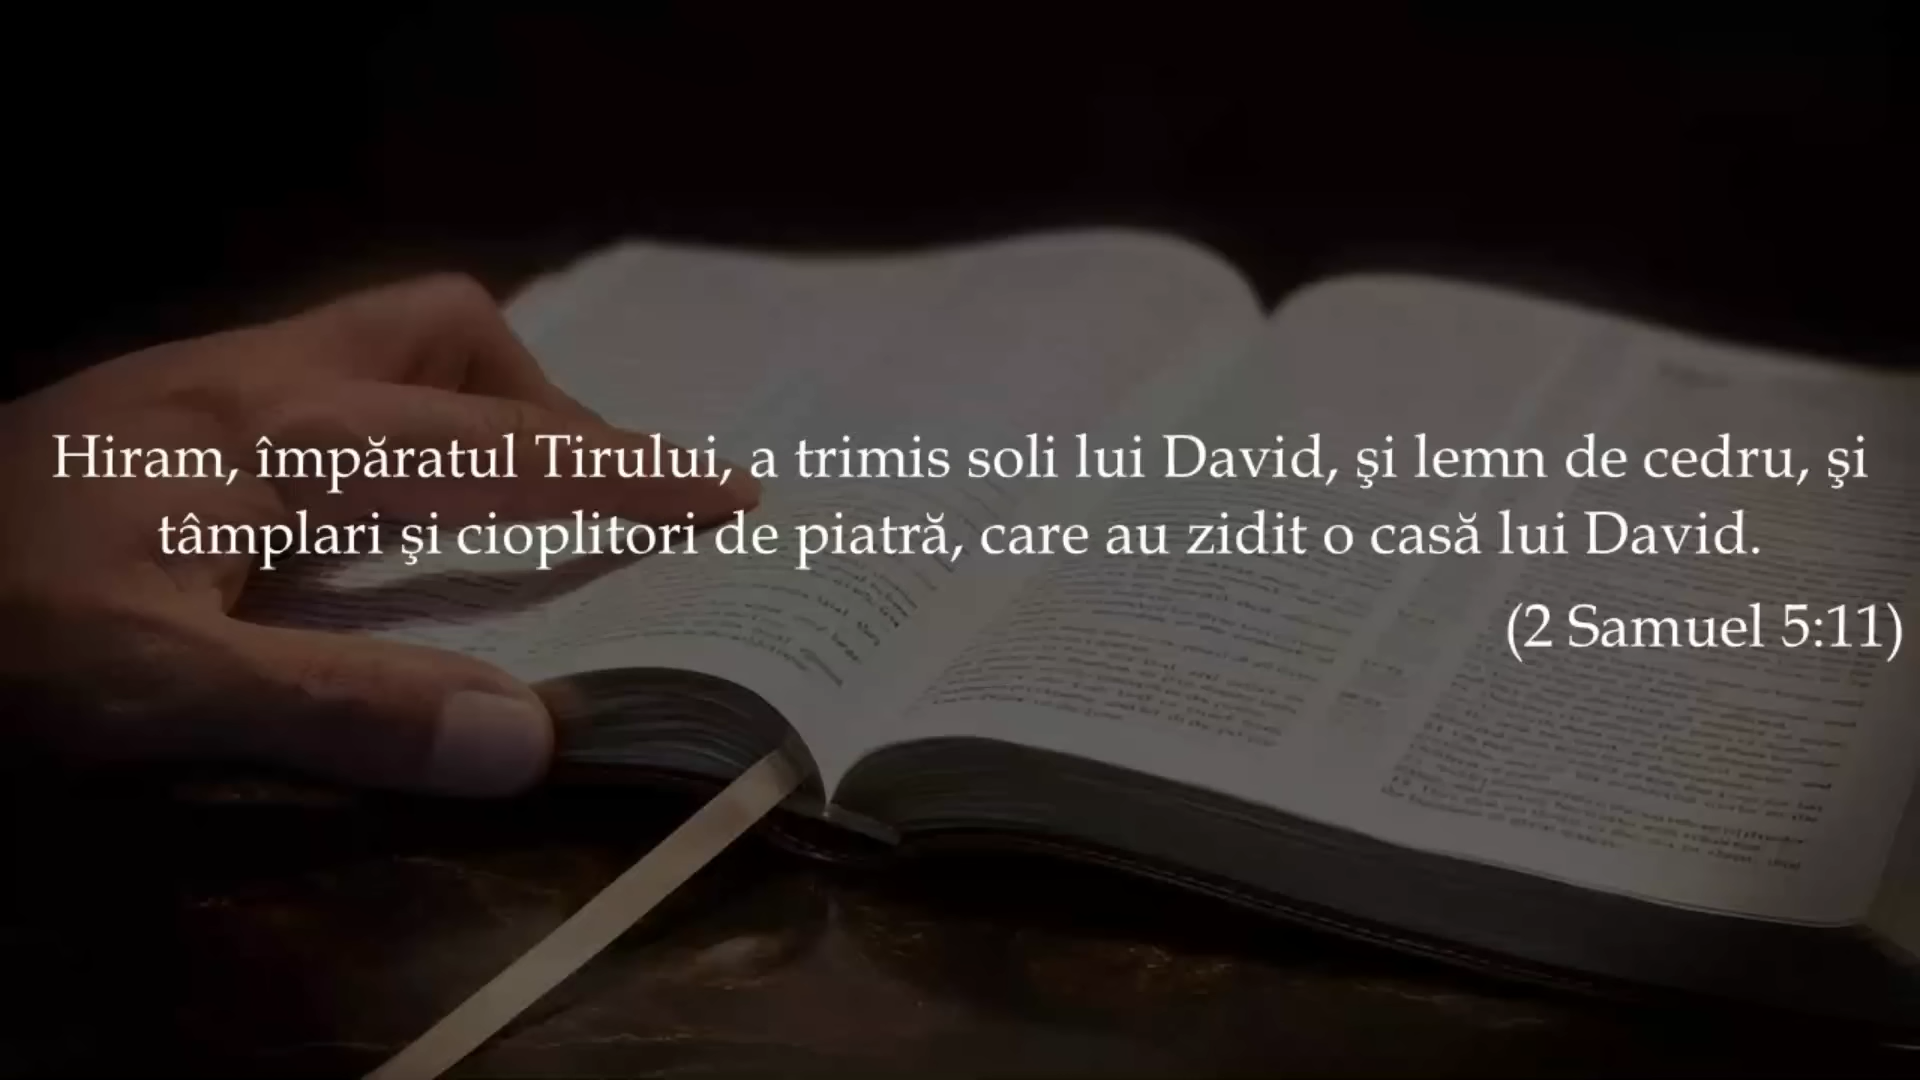 Hiram, împăratul Tirului, a trimis soli lui David, şi lemn de cedru, şi
tâmplari şi cioplitori de piatră, care au zidit o casă lui David.
(2 Samuel 5:11)